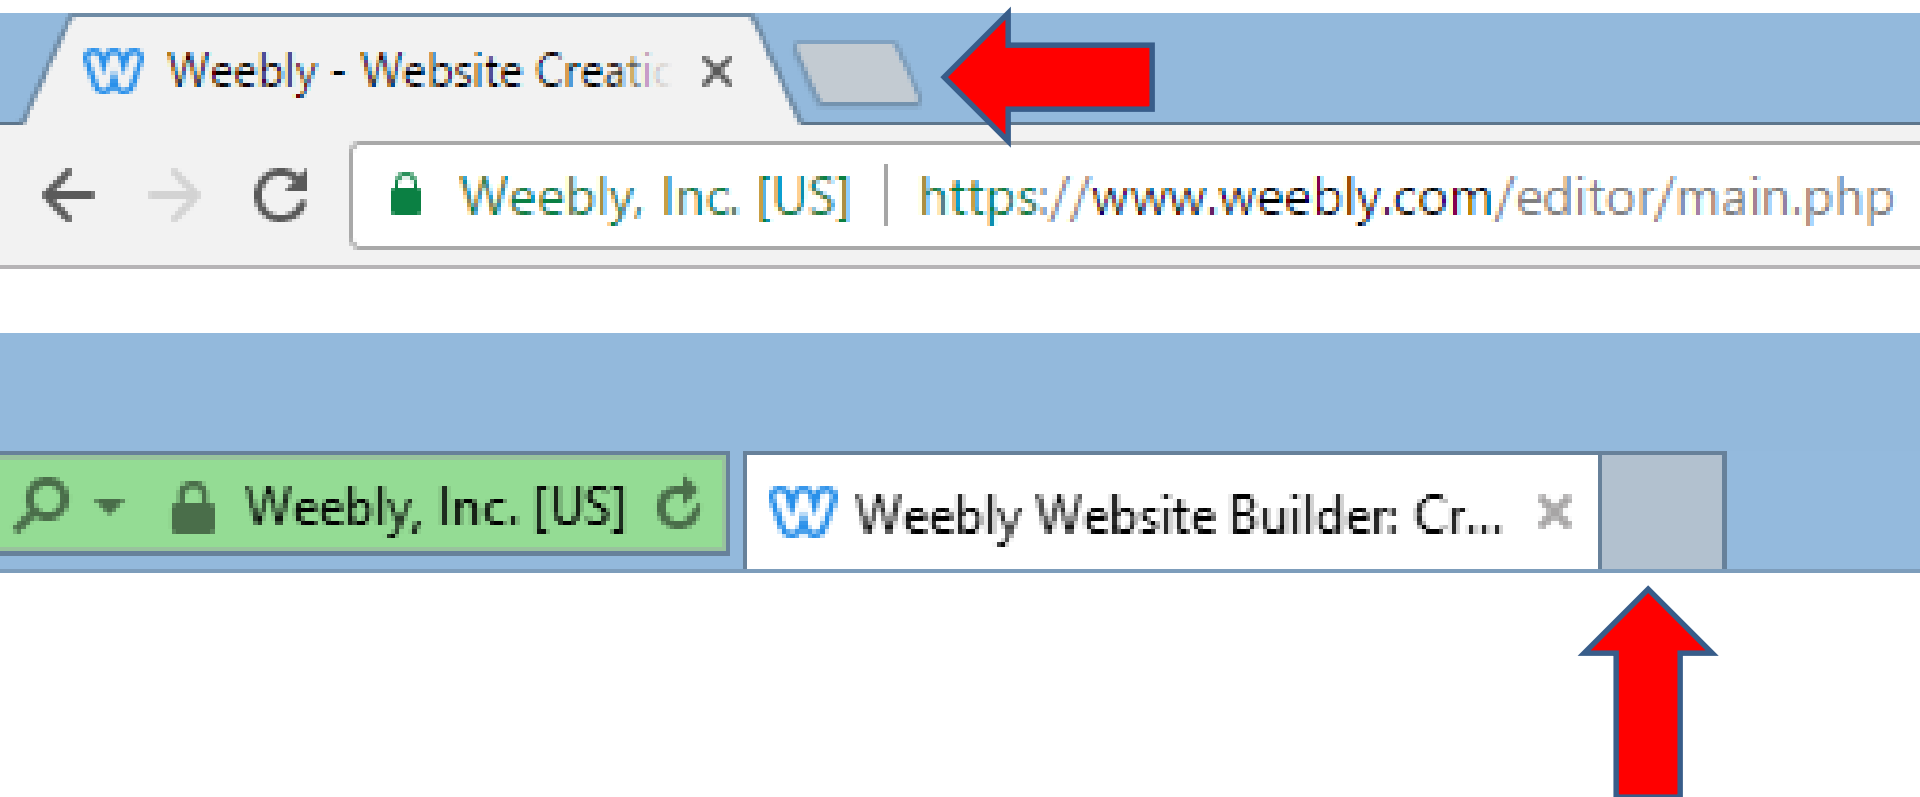 Weebly - Website Creatic
Weebly, Inc. [US] https://www.weebly.com/editor/main.php
Weebly, Inc. [US] Weebly Website Builder: Cr...